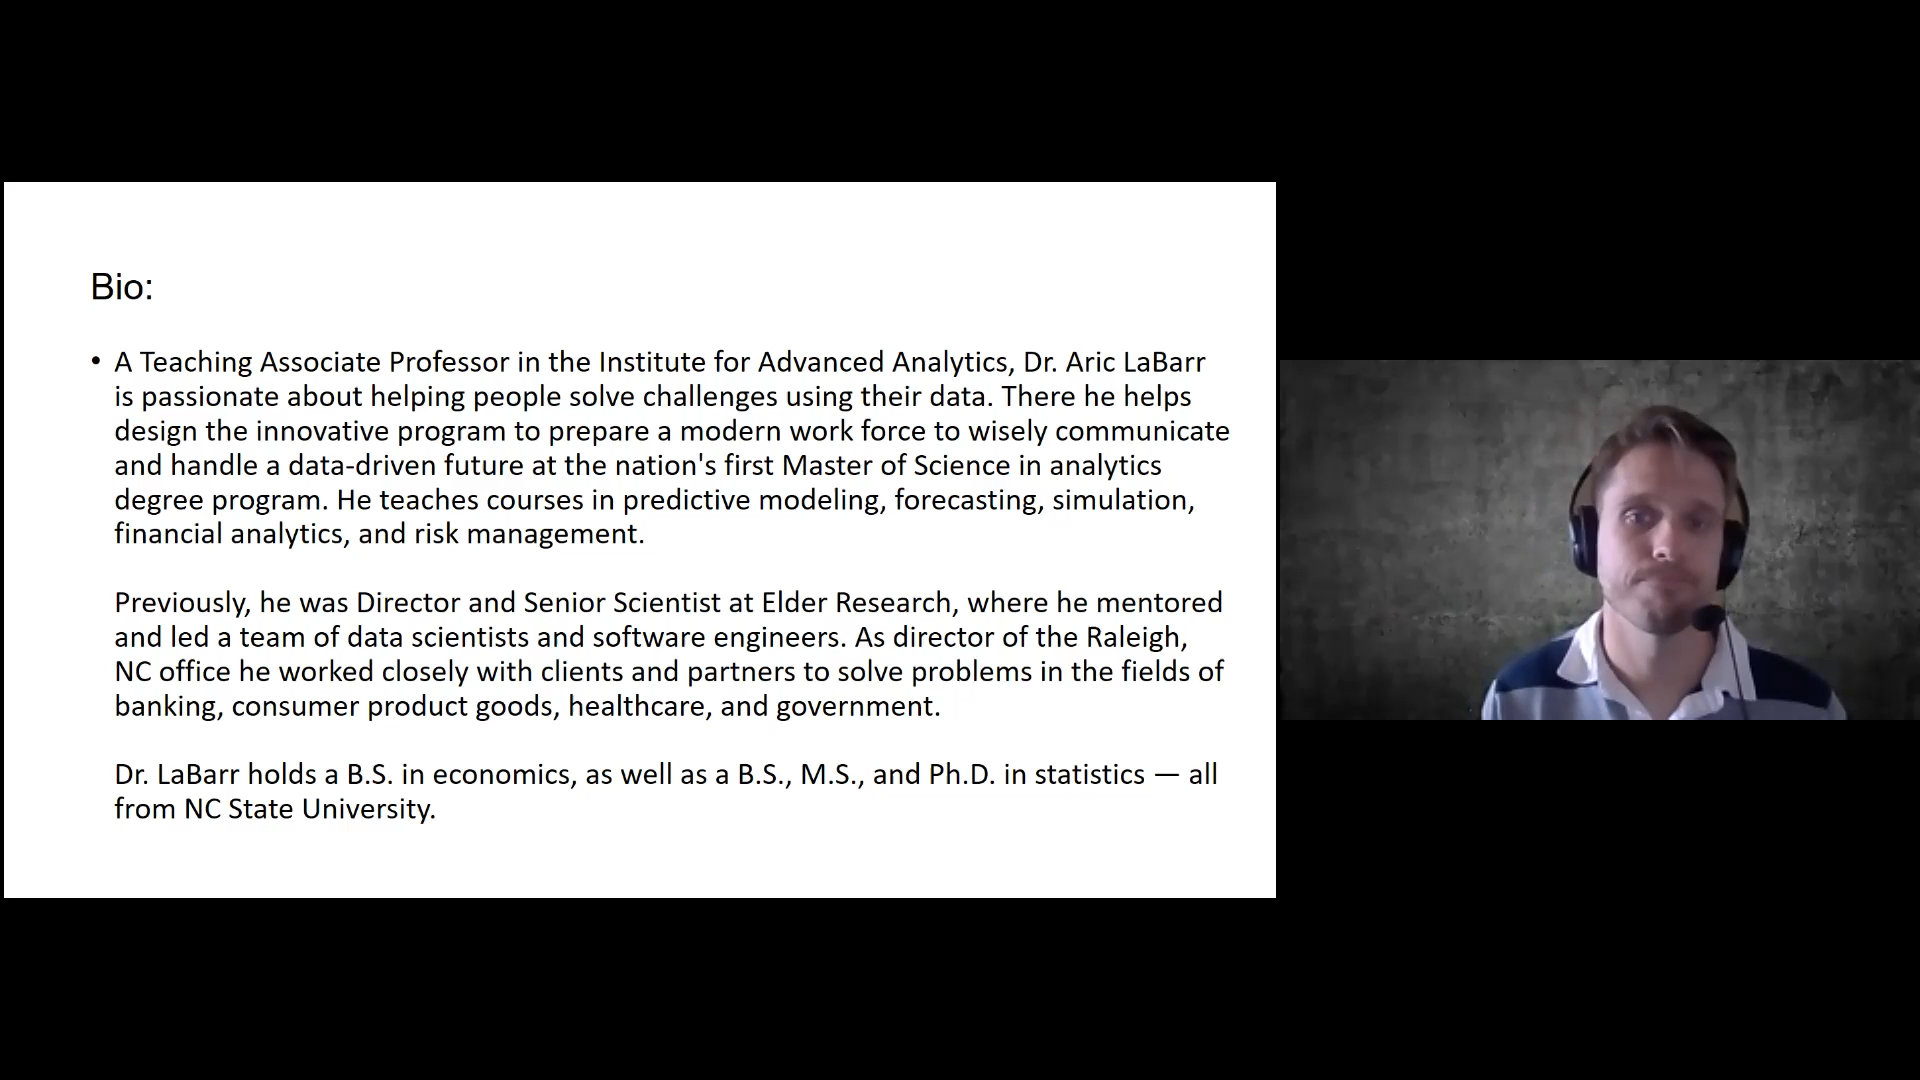 Bio:
• A Teaching Associate Professor in the Institute for Advanced Analytics, Dr. Aric LaBarr
is passionate about helping people solve challenges using their data. There he helps
design the innovative program to prepare a modern work force to wisely communicate
and handle a data-driven future at the nation's first Master of Science in analytics
degree program. He teaches courses in predictive modeling, forecasting, simulation,
financial analytics, and risk management.
Previously, he was Director and Senior Scientist at Elder Research, where he mentored
and led a team of data scientists and software engineers. As director of the Raleigh,
NC office he worked closely with clients and partners to solve problems in the fields of
banking, consumer product goods, healthcare, and government.
Dr. LaBarr holds a B.S. in economics, as well as a B.S., M.S., and Ph.D. in statistics — all
from NC State University.